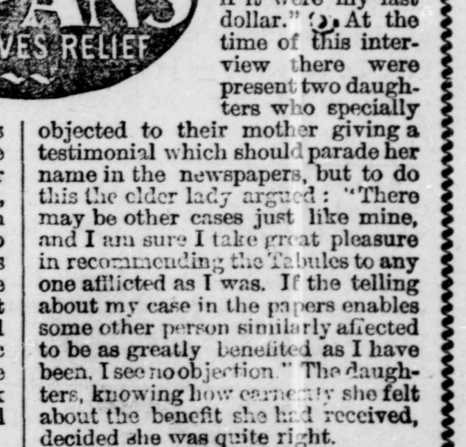 PANS
VES RELIEF
if it were my last
dollar." At the
time of this inter-
view there were
present two daugh-
ters who specially
objected to their mother giving a
testimonial which should parade her
name in the newspapers, but to do
this the elder lady argued: "There
may be other cases just like mine,
and I am sure I take great pleasure
in recommending the Tabules to any
one afflicted as I was. If the telling
about my case in the papers enables
some other person similarly affected
to be as greatly benefited as I have
been, I see no objection." The daugh-
ters, knowing how earnestly she felt
about the benefit she had received,
decided she was quite right.